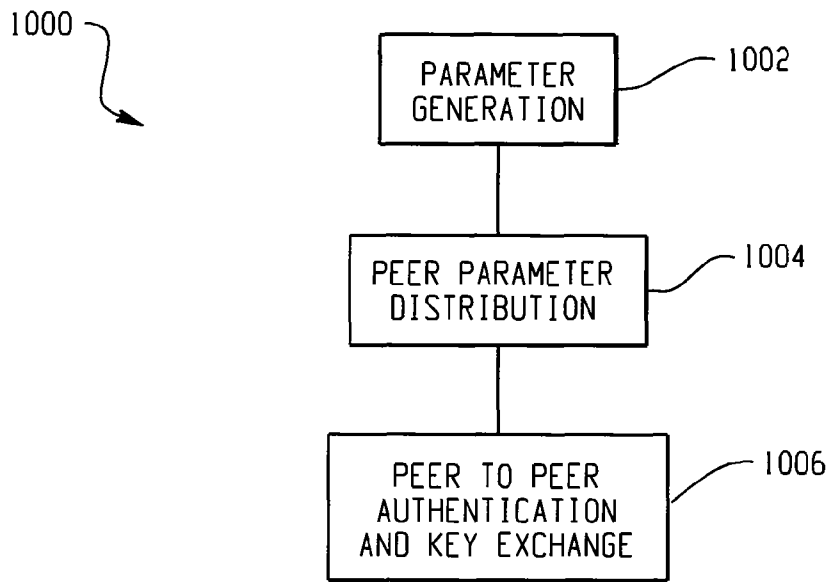 1000
PARAMETER
GENERATION
1002
PEER PARAMETER
DISTRIBUTION
1004
PEER TO PEER
AUTHENTICATION
AND KEY EXCHANGE
1006